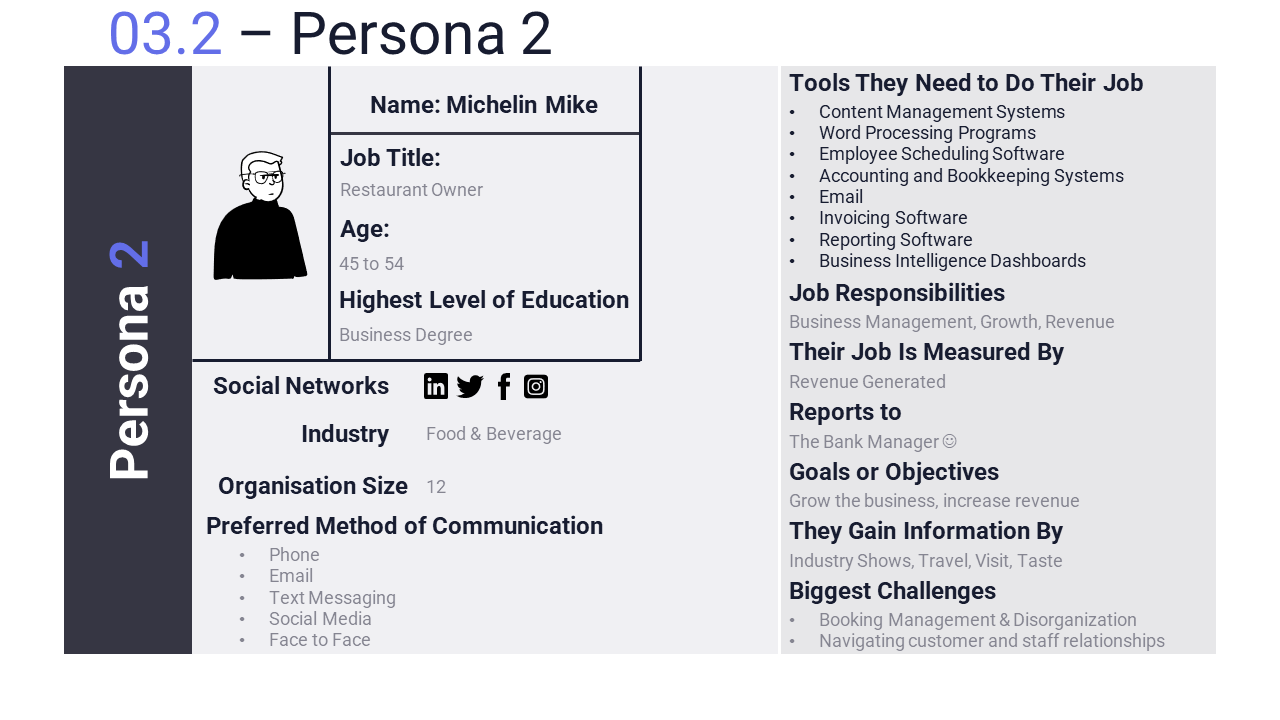 03.2 – Persona 2
Persona 2
Name: Michelin Mike
Job Title:
Restaurant Owner
Age:
45 to 54
Highest Level of Education
Business Degree
Social Networks
Industry
Food & Beverage
Organisation Size
12
Preferred Method of Communication
• Phone
• Email
• Text Messaging
• Social Media
• Face to Face
Tools They Need to Do Their Job
• Content Management Systems
• Word Processing Programs
• Employee Scheduling Software
• Accounting and Bookkeeping Systems
• Email
• Invoicing Software
• Reporting Software
• Business Intelligence Dashboards
Job Responsibilities
Business Management, Growth, Revenue
Their Job Is Measured By
Revenue Generated
Reports to
The Bank Manager ☺
Goals or Objectives
Grow the business, increase revenue
They Gain Information By
Industry Shows, Travel, Visit, Taste
Biggest Challenges
• Booking Management & Disorganization
• Navigating customer and staff relationships